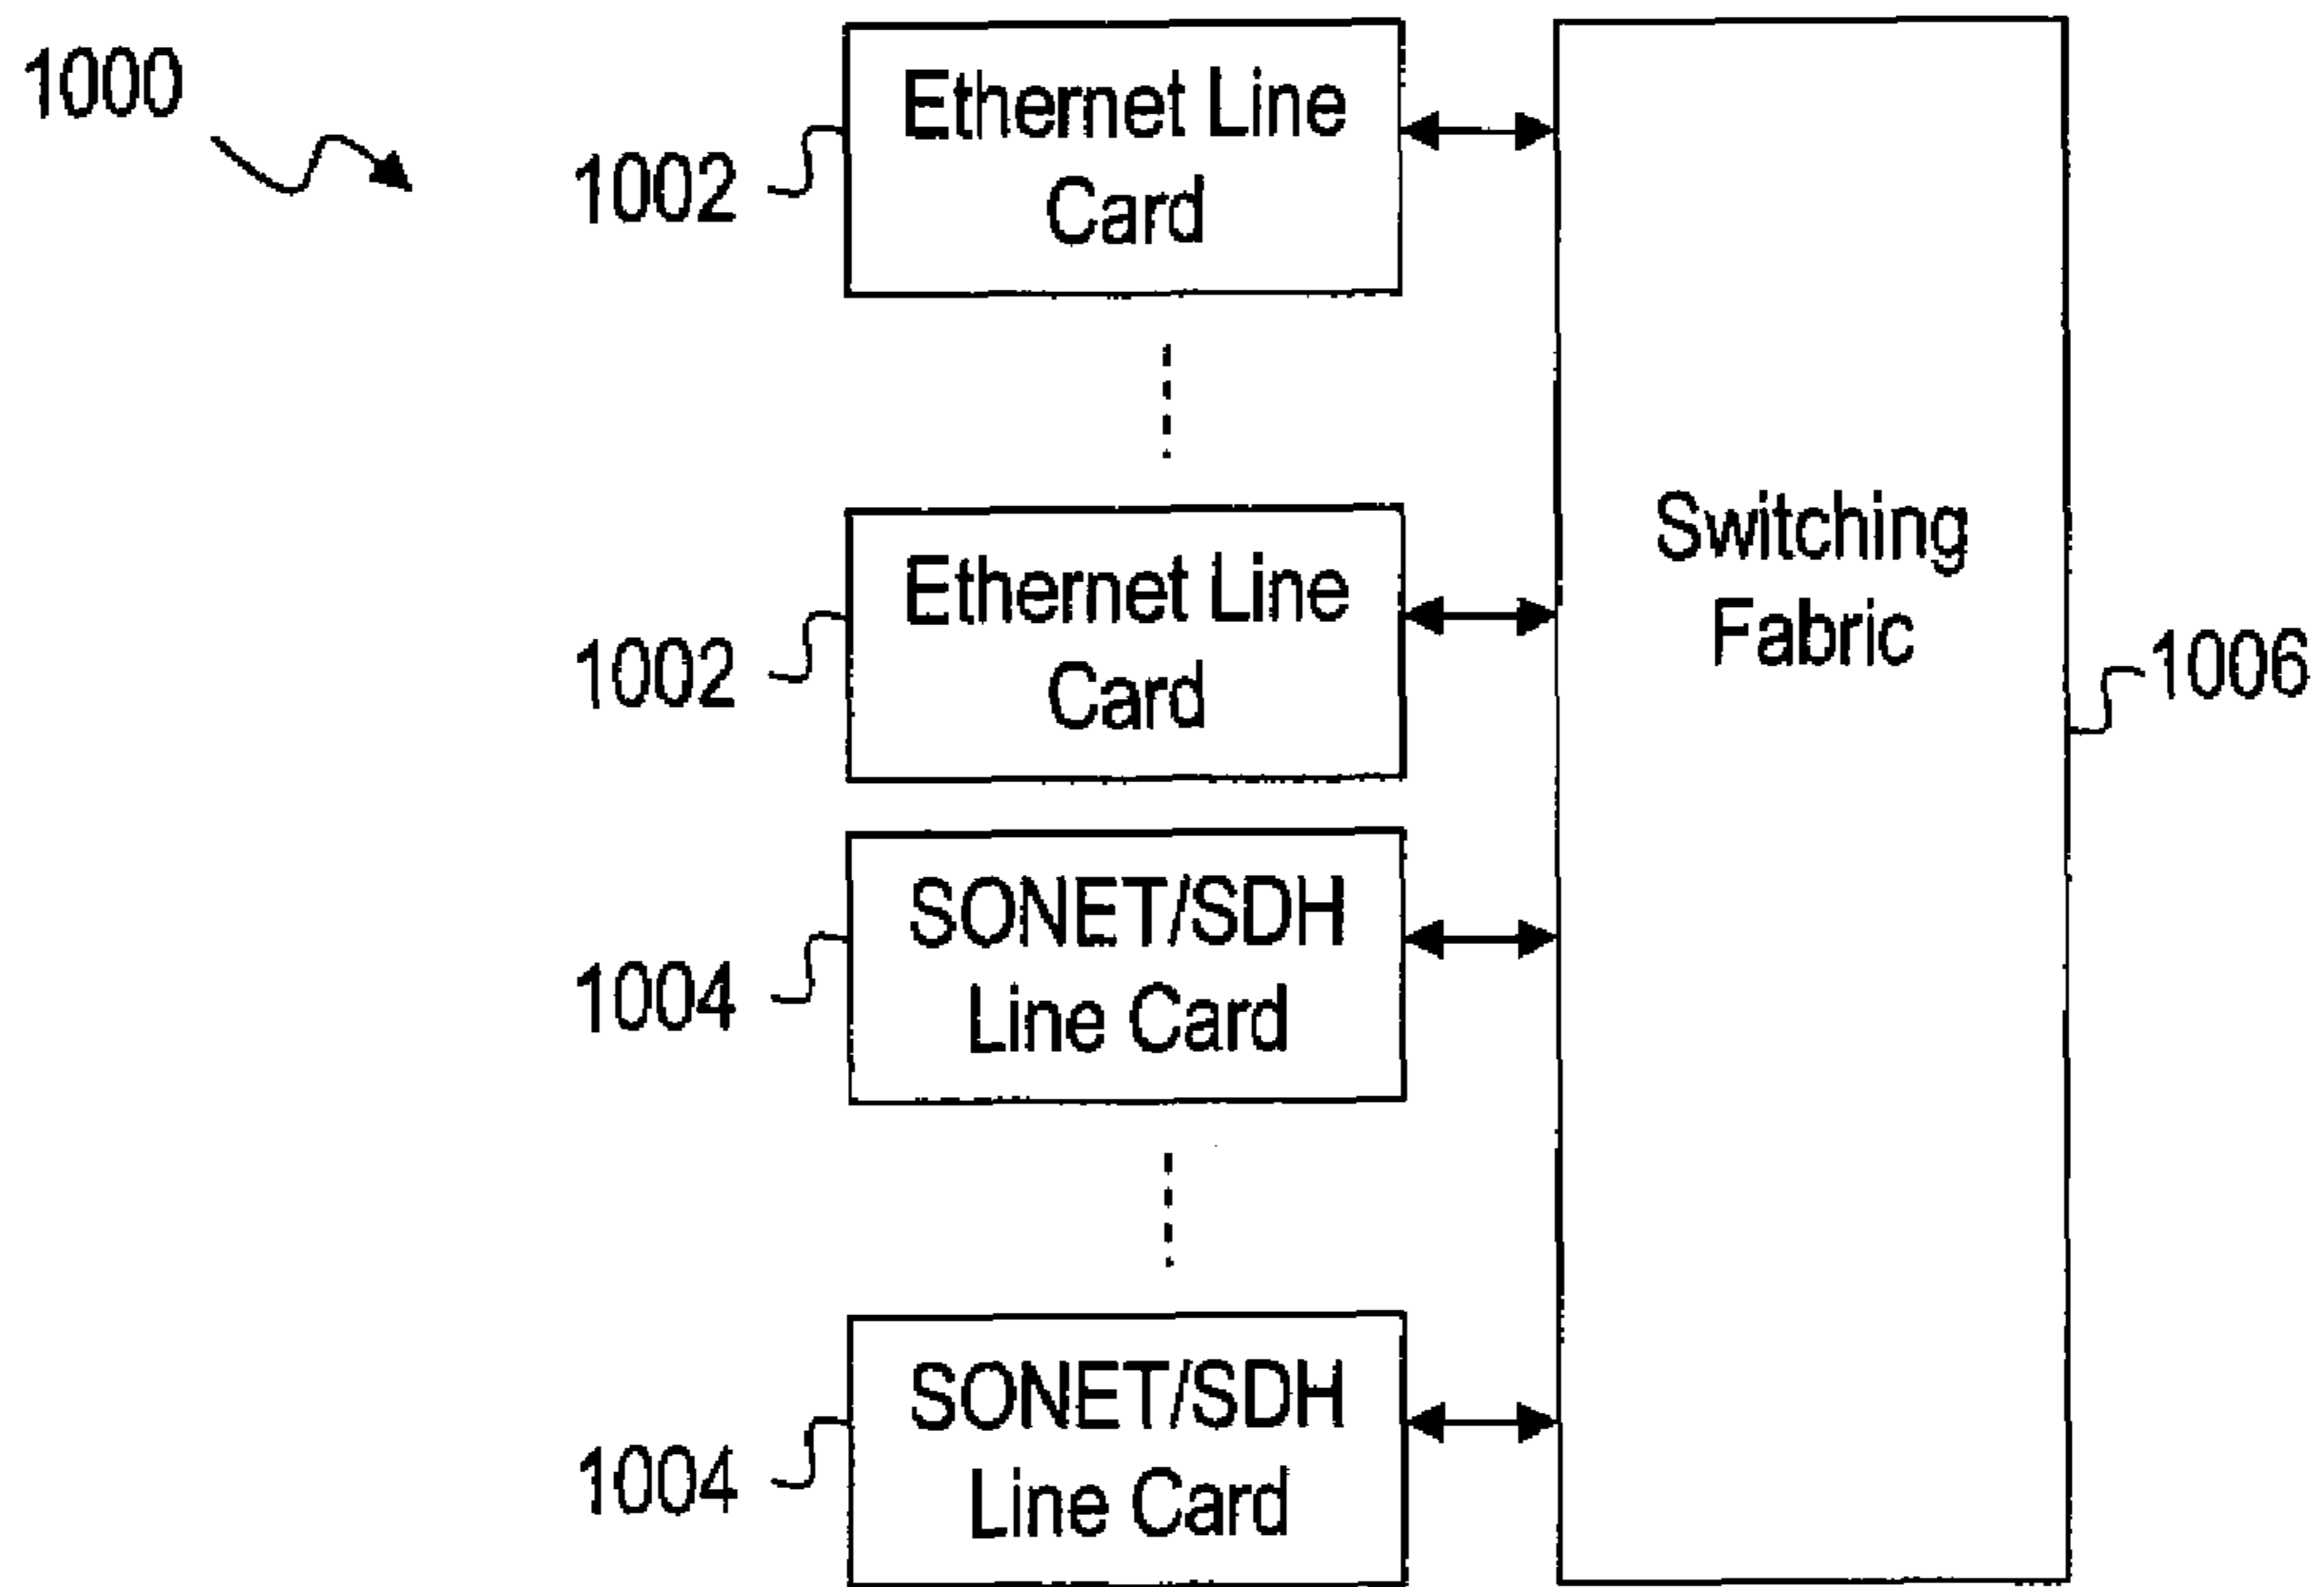 1000
1002
Ethernet Line
Card
1002
Ethernet Line
Card
Switching
Fabric
1006
1004
SONET/SDH
Line Card
1004
SONET/SDH
Line Card